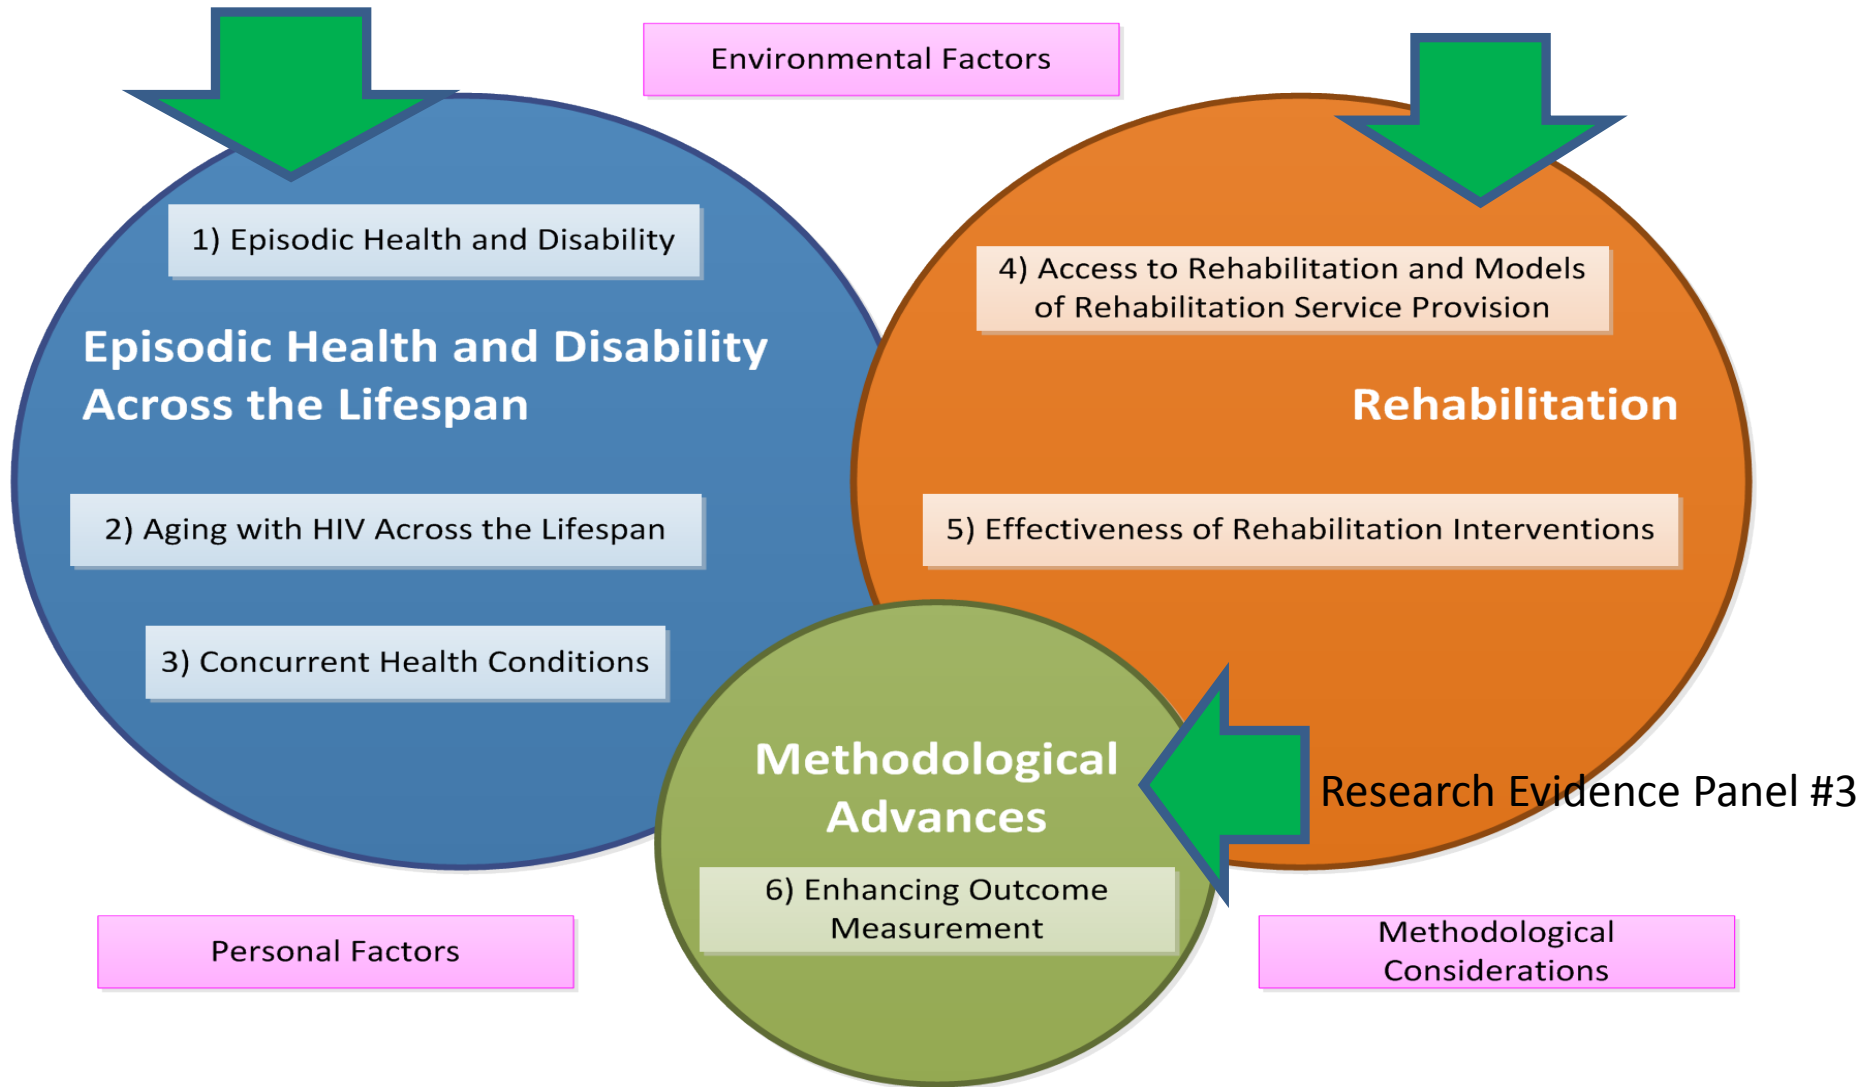 Environmental Factors
1) Episodic Health and Disability
Episodic Health and Disability
Across the Lifespan
2) Aging with HIV Across the Lifespan
3) Concurrent Health Conditions
4) Access to Rehabilitation and Models
of Rehabilitation Service Provision
Rehabilitation
5) Effectiveness of Rehabilitation Interventions
Methodological
Advances
6) Enhancing Outcome
Measurement
Research Evidence Panel #3
Personal Factors
Methodological
Considerations